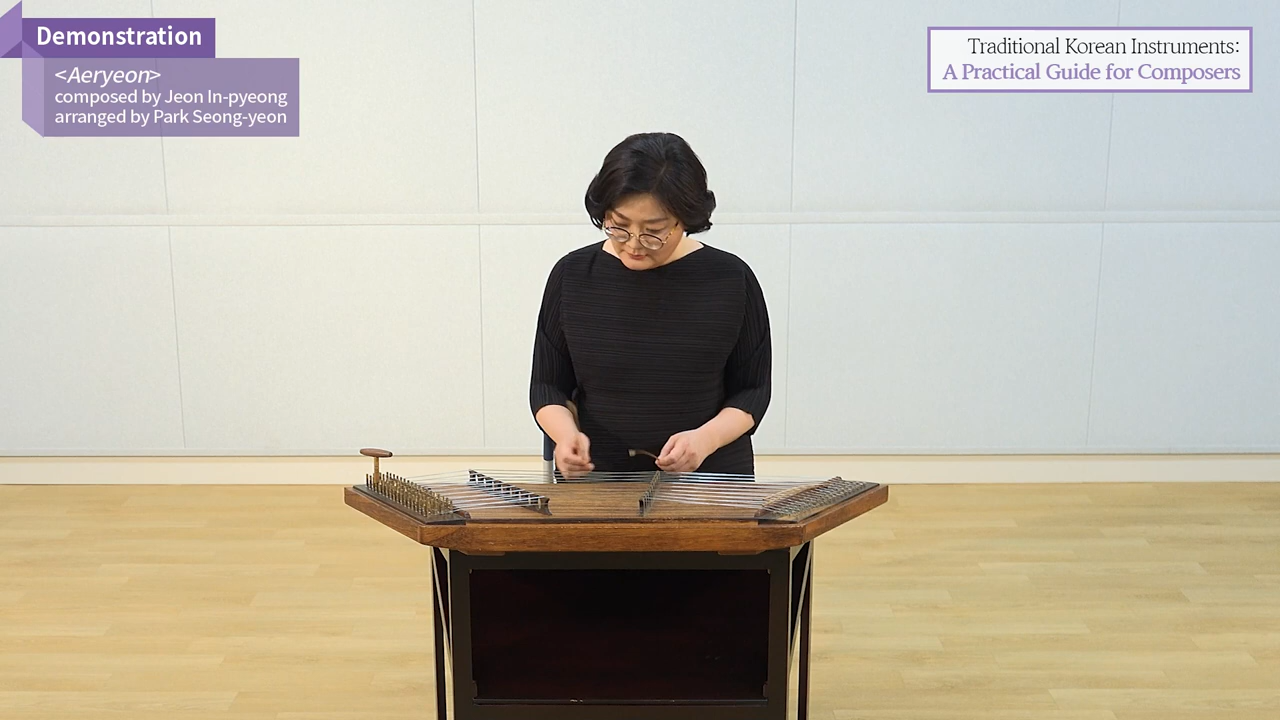 Demonstration
<Aeryeon>
composed by Jeon In-pyeong
arranged by Park Seong-yeon
Traditional Korean Instruments:
A Practical Guide for Composers